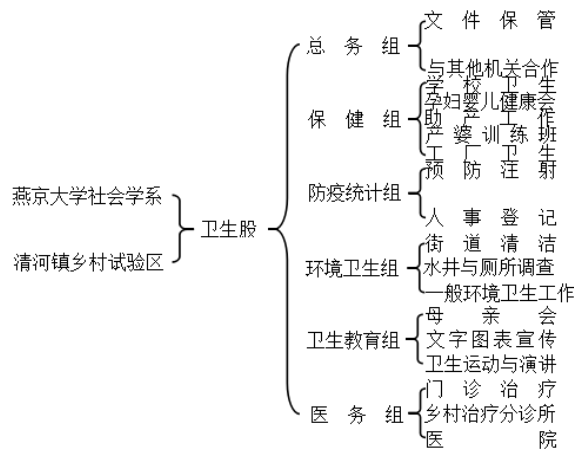 燕京大学社会学系
清河镇乡村试验区
卫生股
总务组
文件保管
与其他机关合作
保健组
学校卫生
孕妇婴儿健康会
助产工作
产婆训练班
工厂卫生
防疫统计组
预防注射
人事登记
环境卫生组
街道清洁
水井与厕所调查
一般环境卫生工作
卫生教育组
母亲会
文字图表宣传
卫生运动与演讲
医务组
门诊治疗
乡村治疗分诊所
医院